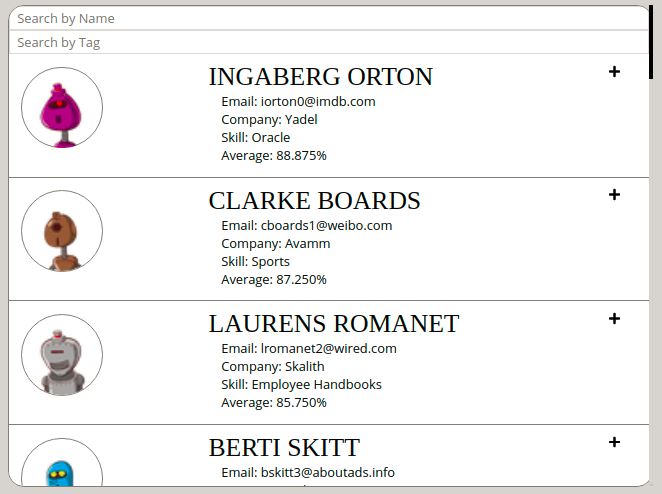 Search by Name
Search by Tag
INGABERG ORTON
+
Email: iorton0@imdb.com
Company: Yadel
Skill: Oracle
Average: 88.875%
CLARKE BOARDS
+
Email: cboards1@weibo.com
Company: Avamm
Skill: Sports
Average: 87.250%
LAURENS ROMANET
+
Email: lromanet2@wired.com
Company: Skalith
Skill: Employee Handbooks
Average: 85.750%
BERTI SKITT
+
Email: bskitt3@aboutads.info